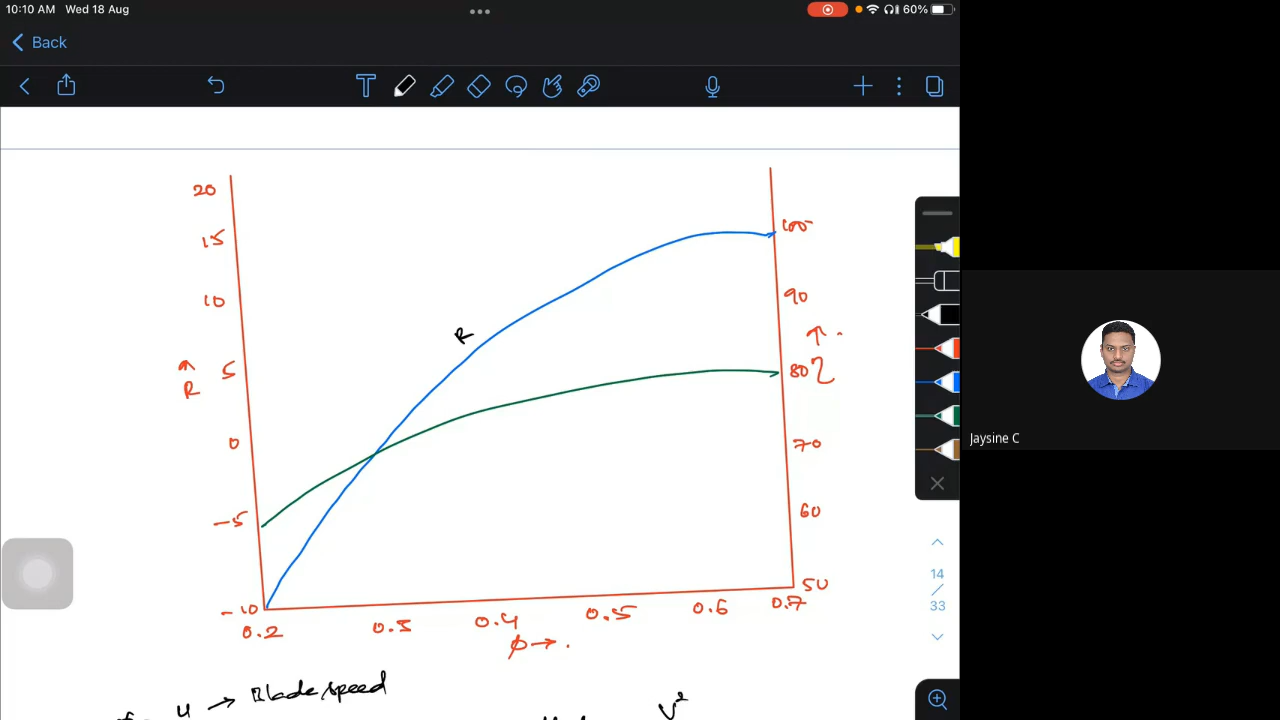 10:10 AM Wed 18 Aug
60%
Back
T
20
15
10
R
5
R
0
-5
-10
100
90
80
η
70
60
50
0.2 0.3 0.4 0.5 0.6 0.7
φ→
u → Blade speed
V²
14
/
33
Jaysine C